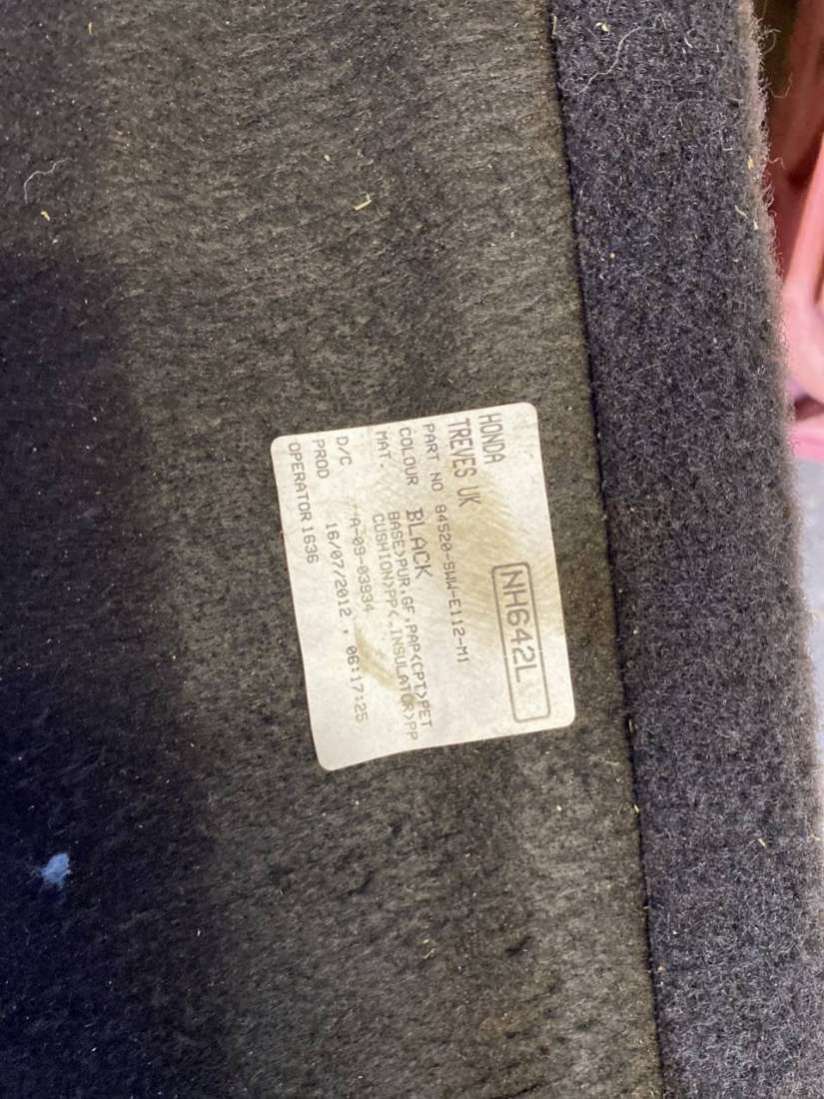 HONDA
TREVES UK
NH642L
PART NO 84520-SWW-E112-M1
COLOUR BLACK
MAT. BASE>PUR,GF,PAP<CPT>PET
CUSHION>PP<,INSULATOR>PP
D/C A-09-03934
PROD 16/07/2012 , 06:17:25
OPERATOR 1636